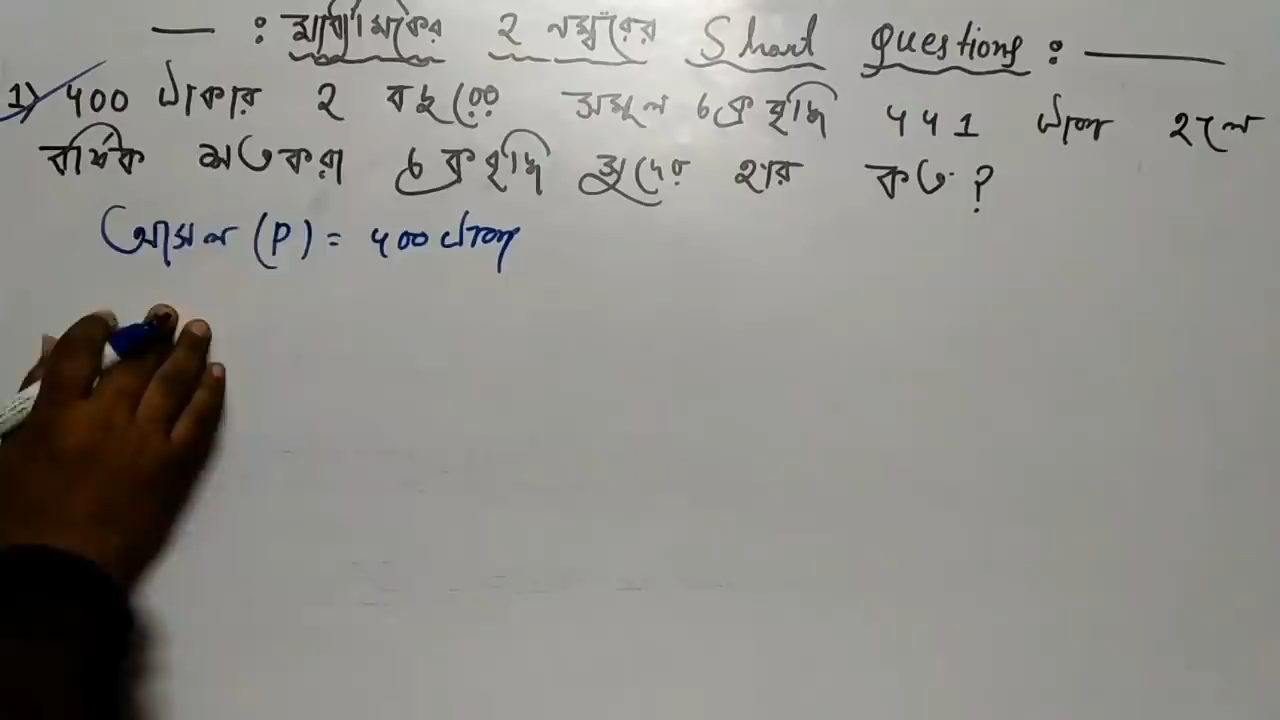 — : মাধ্যমিকের ২ নম্বরের Short Questions : —
1) 400 টাকার 2 বছরের সমূল চক্রবৃদ্ধি 441 টাকা হলে
বার্ষিক শতকরা চক্রবৃদ্ধি সুদের হার কত ?
আসল (P) = 400 টাকা